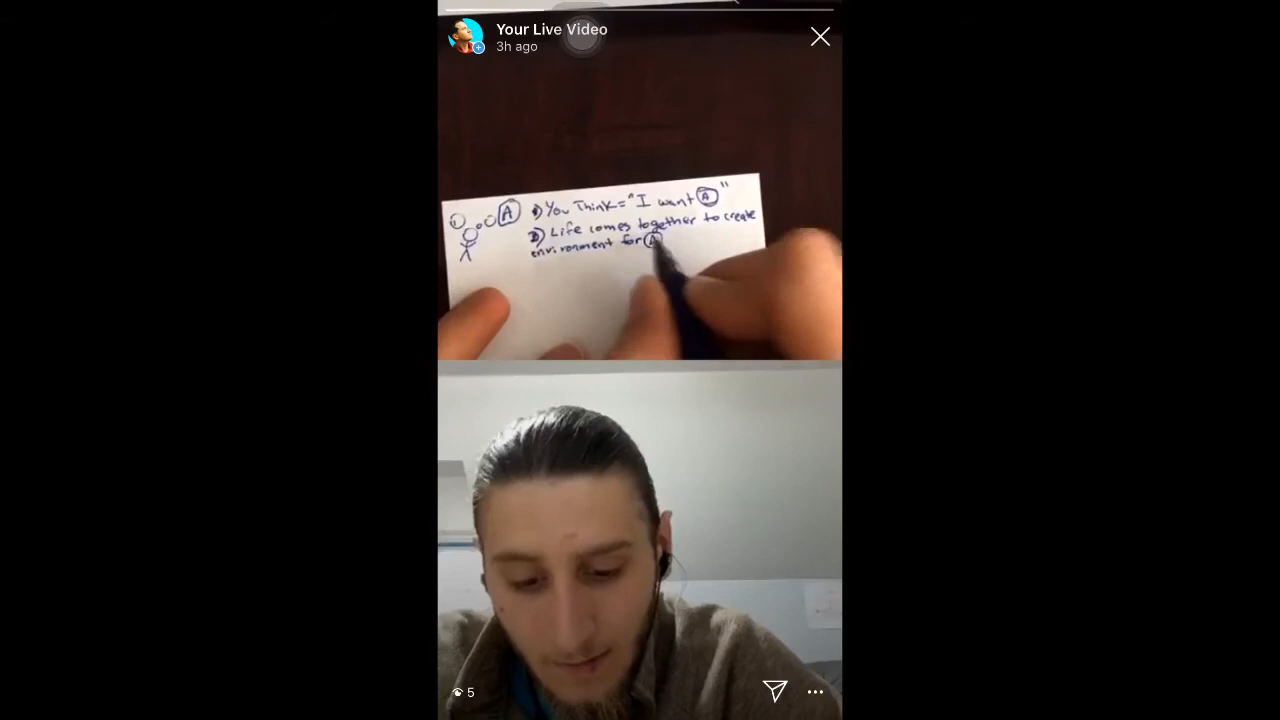 Your Live Video
3h ago
A 1) You Think = "I want A"
2) Life comes together to create
environment for A
5